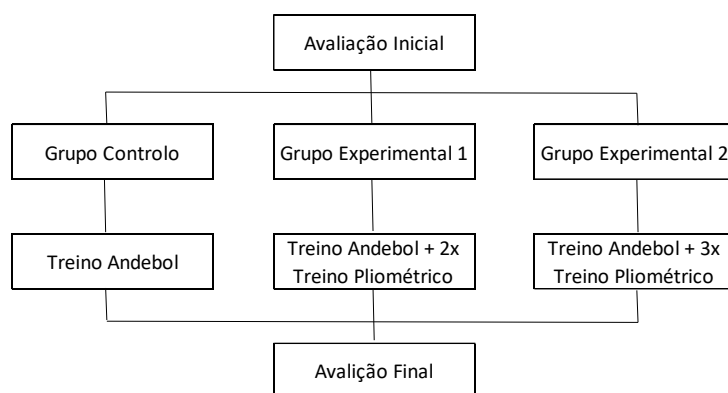 Avaliação Inicial
Grupo Controlo
Grupo Experimental 1
Grupo Experimental 2
Treino Andebol
Treino Andebol + 2x
Treino Pliométrico
Treino Andebol + 3x
Treino Pliométrico
Avalição Final